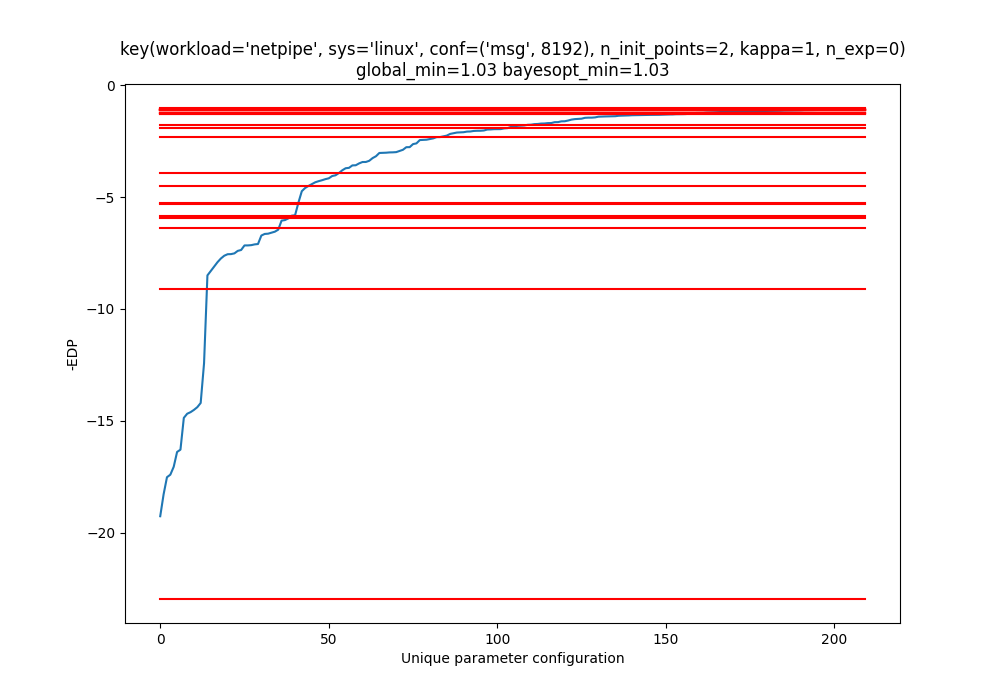 key(workload='netpipe', sys='linux', conf=('msg', 8192), n_init_points=2, kappa=1, n_exp=0)
global_min=1.03 bayesopt_min=1.03
0
−5
−10
−15
−20
-EDP
0 50 100 150 200
Unique parameter configuration